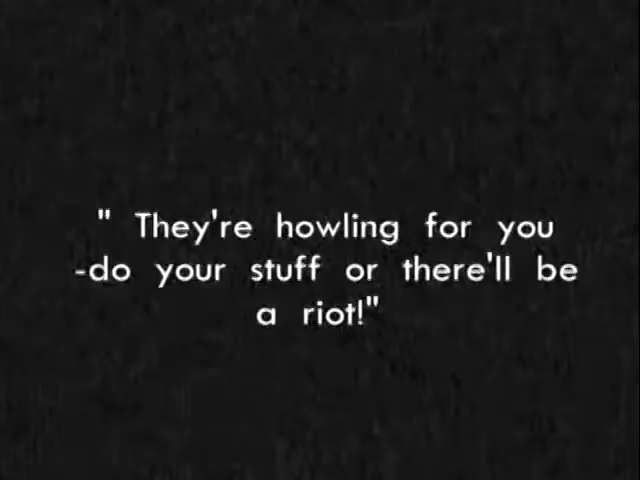 " They're howling for you
-do your stuff or there'll be
a riot!"